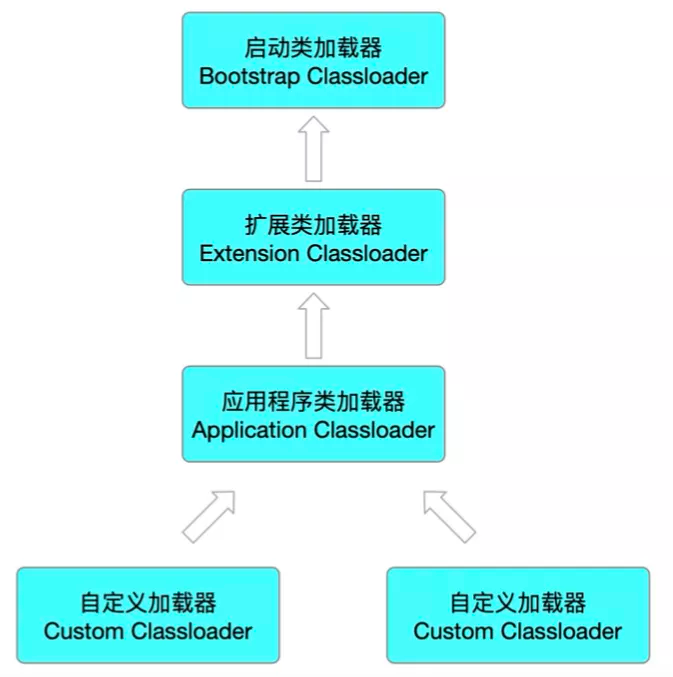 启动类加载器
Bootstrap Classloader
扩展类加载器
Extension Classloader
应用程序类加载器
Application Classloader
自定义加载器
Custom Classloader
自定义加载器
Custom Classloader